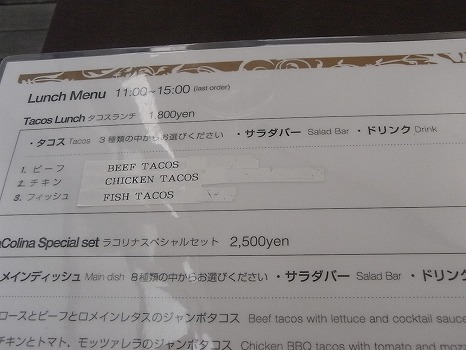 Lunch Menu 11:00~15:00 (last order)
Tacos Lunch タコスランチ 1,800yen
・タコス Tacos 3種類の中からお選びください ・サラダバー Salad Bar ・ドリンク Drink
1. ビーフ BEEF TACOS
2. チキン CHICKEN TACOS
3. フィッシュ FISH TACOS
aColina Special set ラコリナスペシャルセット 2,500yen
メインディッシュ Main dish 8種類の中からお選びください ・サラダバー Salad Bar ・ドリン
ロースとビーフとロメインレタスのジャンボタコス Beef tacos with lettuce and cocktail sauce
チキンとトマト、モッツァレラのジャンボタコス Chicken BBQ tacos with tomato and mozz